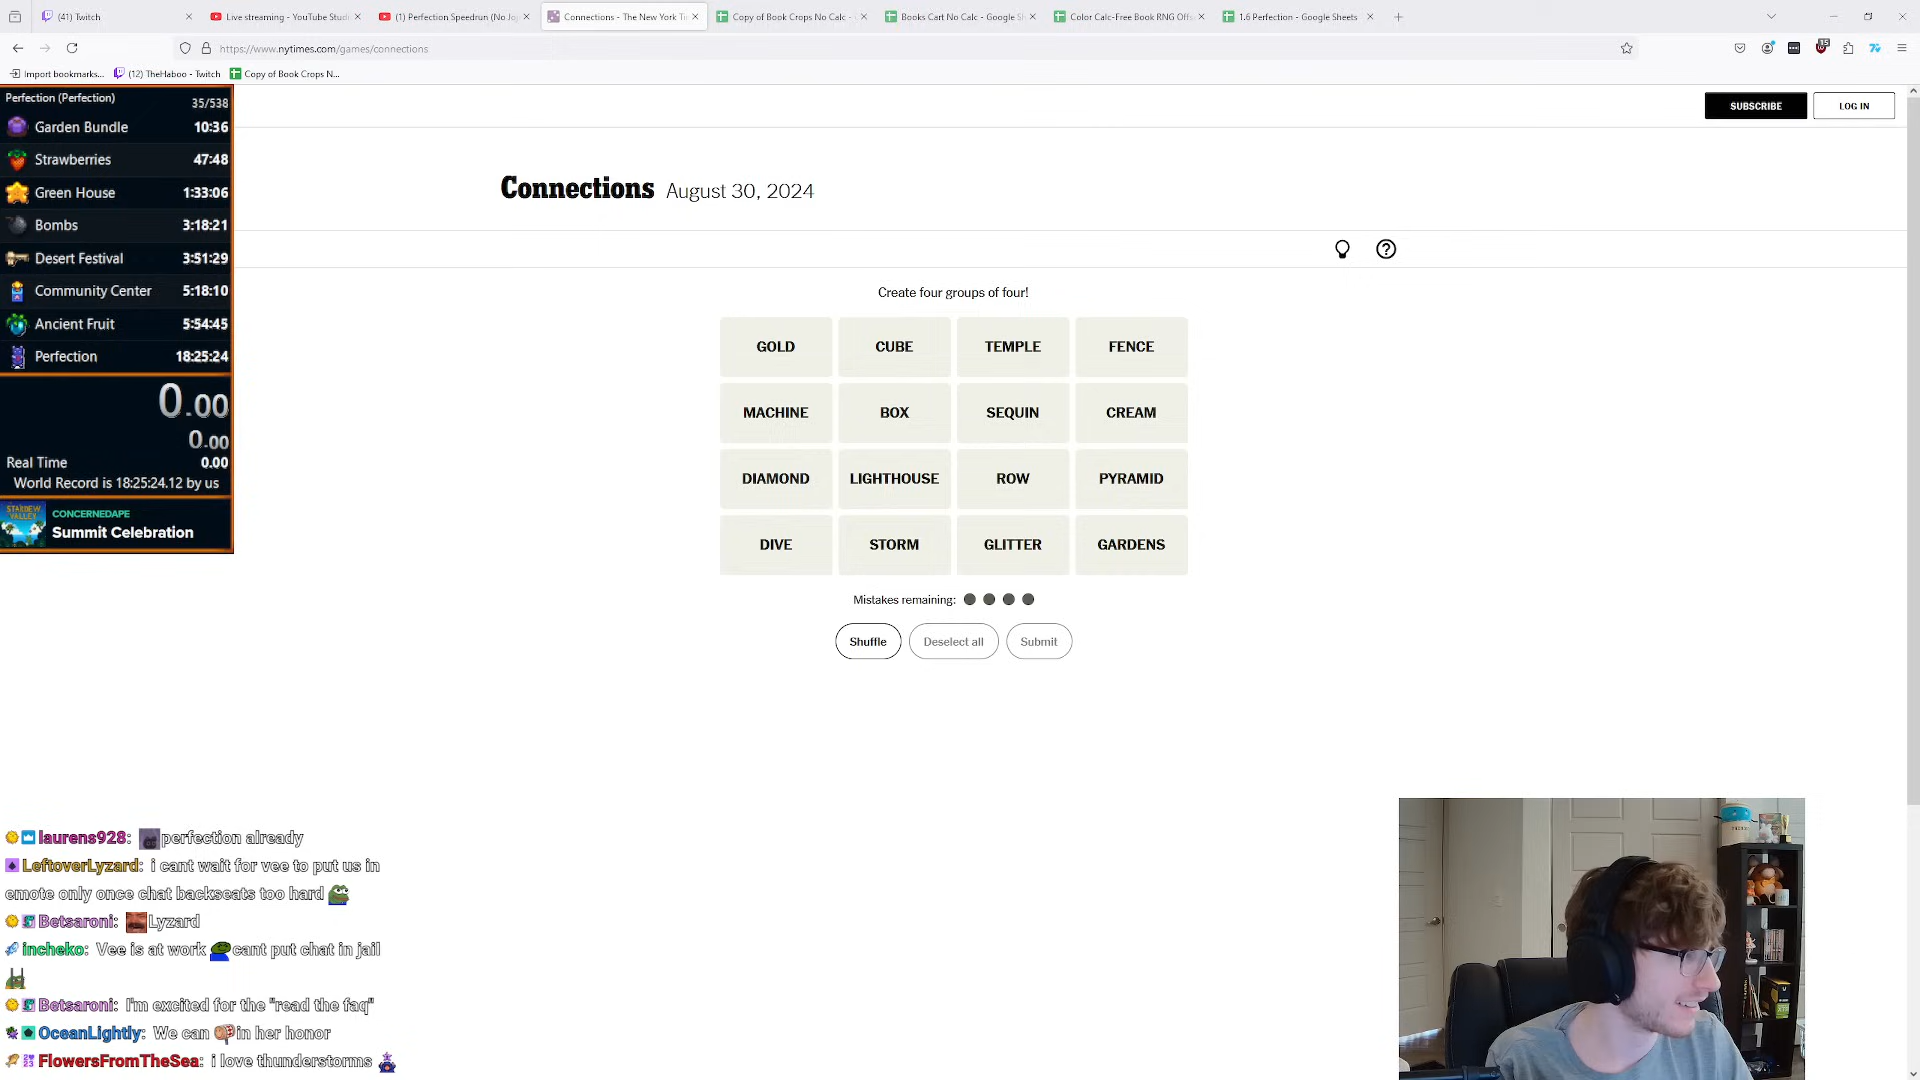 (41) Twitch
Live streaming - YouTube Studi
(1) Perfection Speedrun (No Jo
Connections - The New York Ti
Copy of Book Crops No Calc -
Books Cart No Calc - Google Sh
Color Calc-Free Book RNG Offs
1.6 Perfection - Google Sheets
https://www.nytimes.com/games/connections
15
Import bookmarks...
(12) TheHaboo - Twitch
Copy of Book Crops N...
Perfection (Perfection) 35/538
Garden Bundle 10:36
Strawberries 47:48
Green House 1:33:06
Bombs 3:18:21
Desert Festival 3:51:29
Community Center 5:18:10
Ancient Fruit 5:54:45
Perfection 18:25:24
0.00
0.00
Real Time 0.00
World Record is 18:25:24.12 by us
STARDEW VALLEY
CONCERNEDAPE
Summit Celebration
SUBSCRIBE
LOG IN
Connections August 30, 2024
Create four groups of four!
GOLD CUBE TEMPLE FENCE
MACHINE BOX SEQUIN CREAM
DIAMOND LIGHTHOUSE ROW PYRAMID
DIVE STORM GLITTER GARDENS
Mistakes remaining:
Shuffle Deselect all Submit
laurens928: perfection already
LeftoverLyzard: i cant wait for vee to put us in
emote only once chat backseats too hard
Betsaroni: Lyzard
incheko: Vee is at work cant put chat in jail
Betsaroni: I'm excited for the "read the faq"
OceanLightly: We can in her honor
FlowersFromTheSea: i love thunderstorms